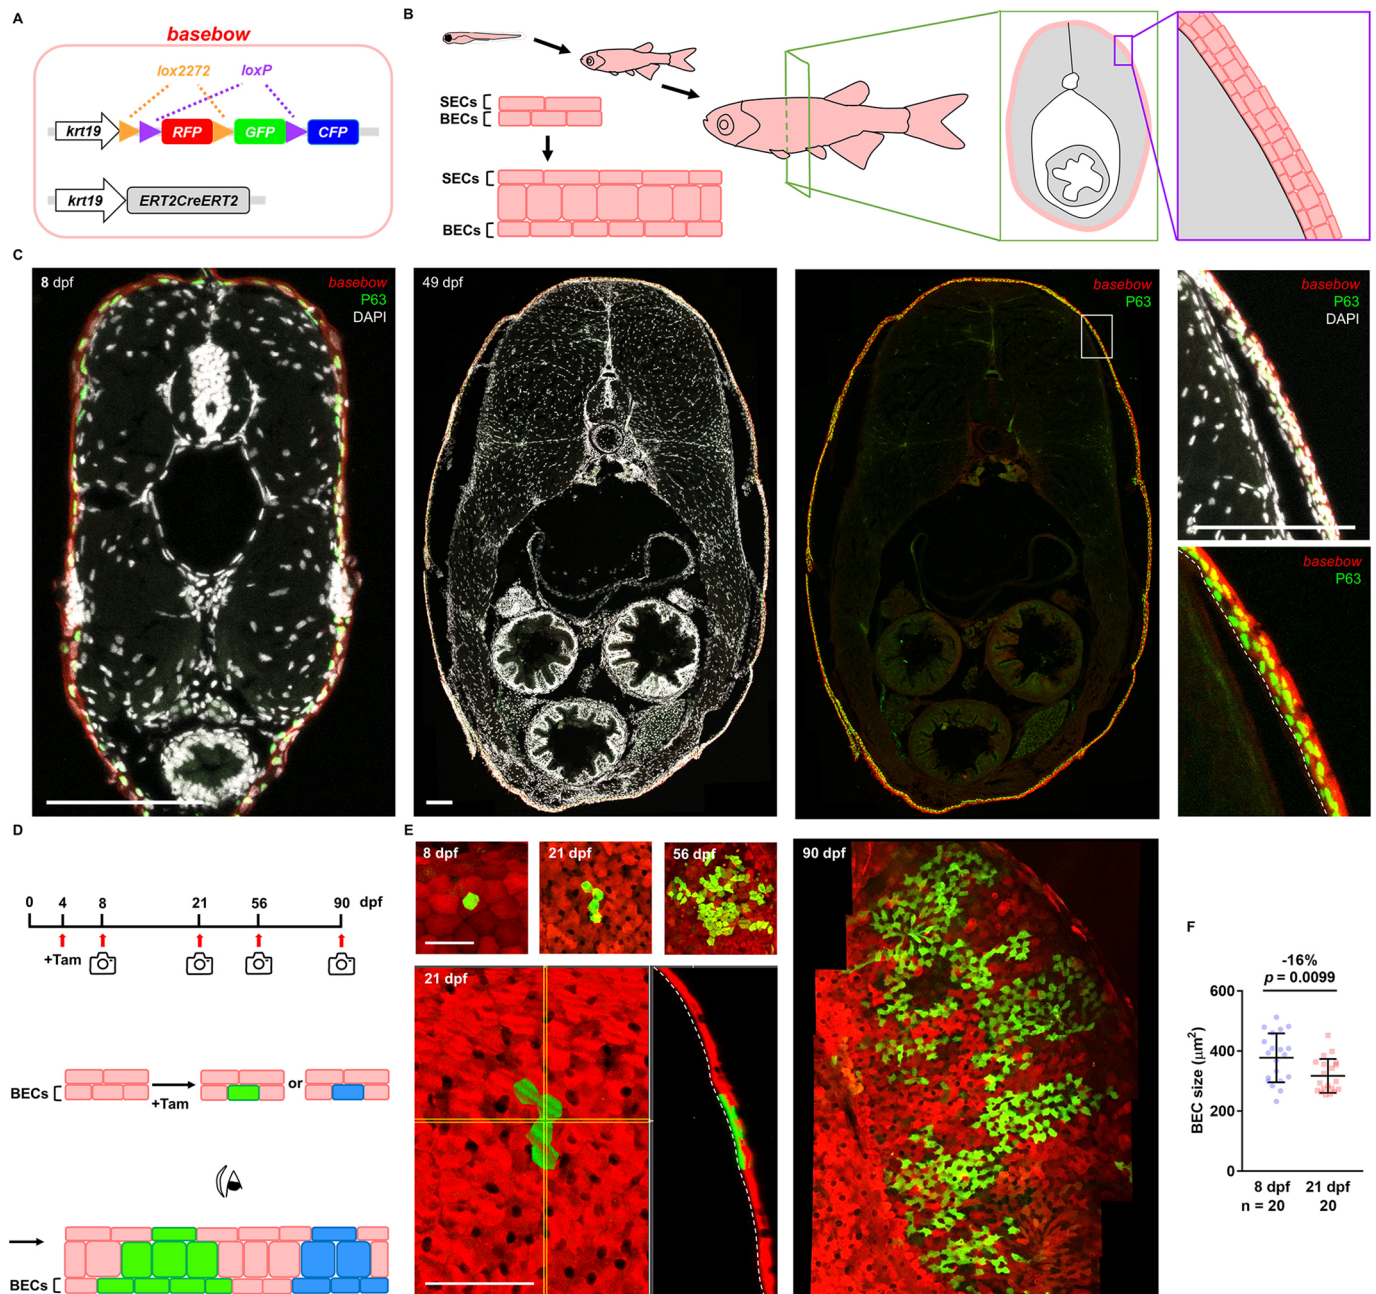 A
basebow
lox2272 loxP
krt19 RFP GFP CFP
krt19 ERT2CreERT2
B
SECs
BECs
SECs
BECs
C
8 dpf
basebow
P63
DAPI
49 dpf
basebow
P63
basebow
P63
DAPI
basebow
P63
D
0 4 8 21 56 90 dpf
+Tam
BECs
+Tam
or
BECs
E
8 dpf
21 dpf
56 dpf
90 dpf
21 dpf
F
-16%
p = 0.0099
600
400
200
0
BEC size (μm²)
8 dpf 21 dpf
n = 20 20